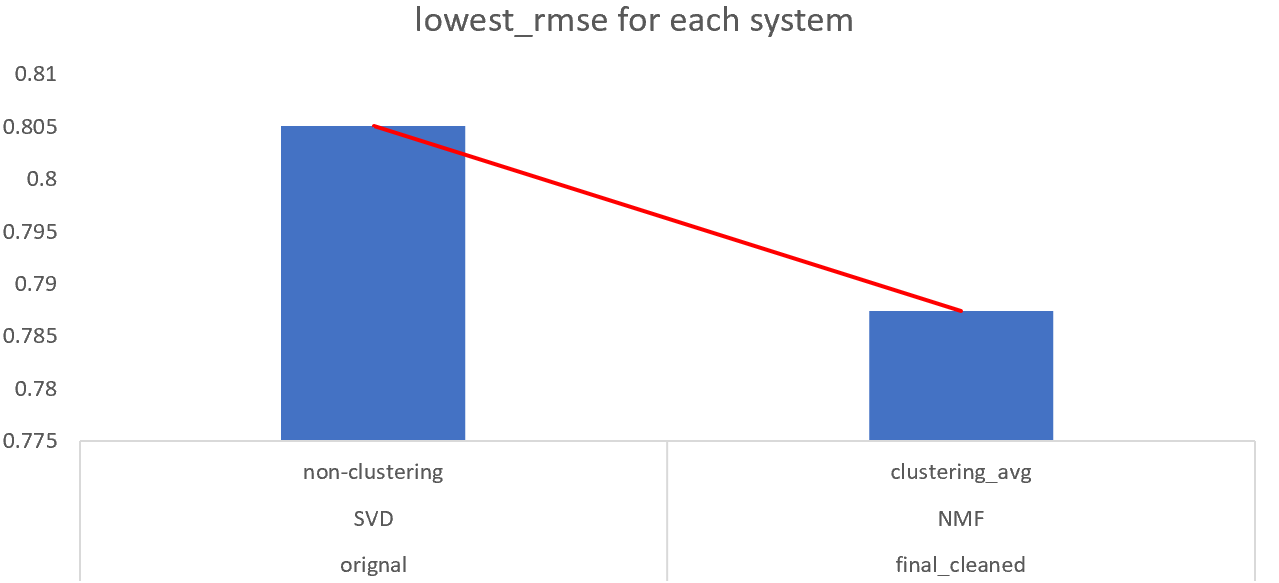 lowest_rmse for each system
0.81
0.805
0.8
0.795
0.79
0.785
0.78
0.775
non-clustering
clustering_avg
SVD
NMF
orignal
final_cleaned